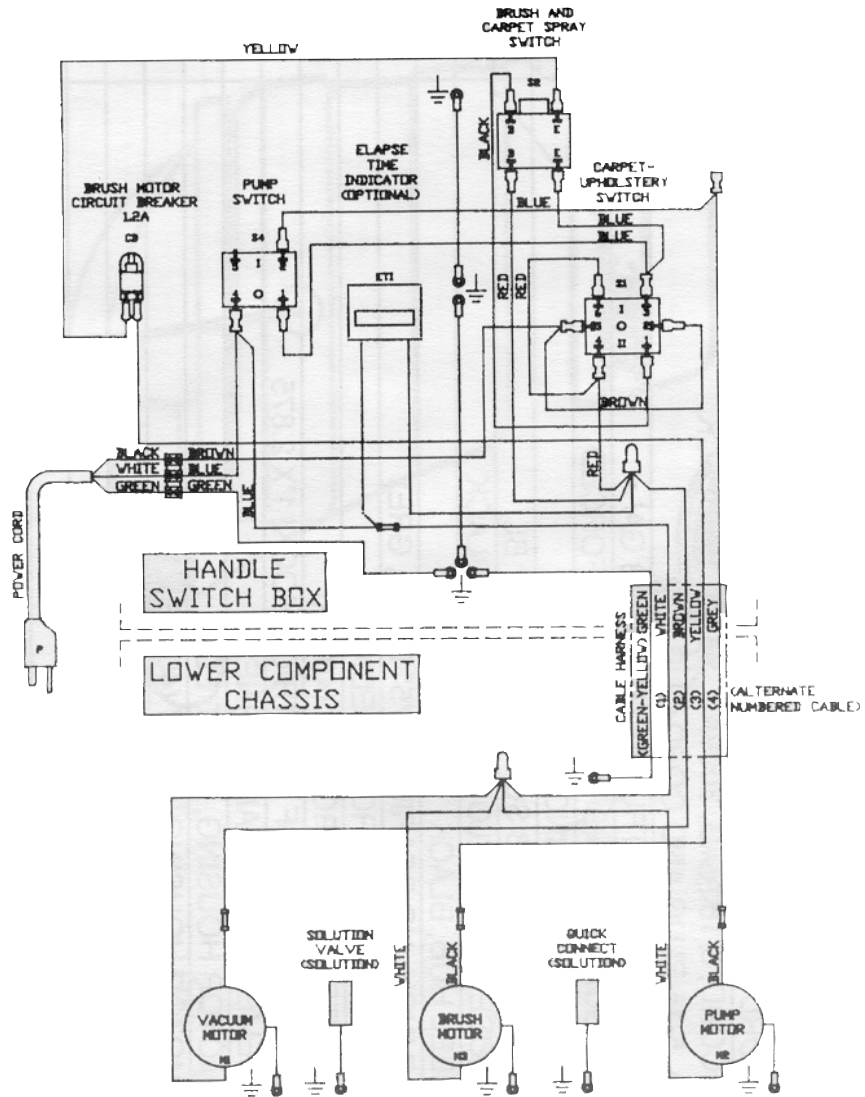 BRUSH AND
CARPET SPRAY
SWITCH
YELLOW
S2
BLACK
ELAPSE
TIME
INDICATOR
(OPTIONAL)
CARPET-
UPHOLSTERY
SWITCH
BRUSH MOTOR
CIRCUIT BREAKER
1.2A
PUMP
SWITCH
BLUE
BLUE
BLUE
CB
S4
I
O
ETI
RED
RED
S1
I
O
II
BROWN
BLACK
BROWN
WHITE
BLUE
GREEN
GREEN
BLUE
RED
POWER CORD
P
HANDLE
SWITCH BOX
LOWER COMPONENT
CHASSIS
CABLE HARNESS
(GREEN-YELLOW) GREEN
(1) WHITE
(2) BROWN
(3) YELLOW
(4) GREY
(ALTERNATE
NUMBERED CABLE)
SOLUTION
VALVE
(SOLUTION)
WHITE
BLACK
QUICK
CONNECT
(SOLUTION)
WHITE
BLACK
VACUUM
MOTOR
M1
BRUSH
MOTOR
M3
PUMP
MOTOR
M2